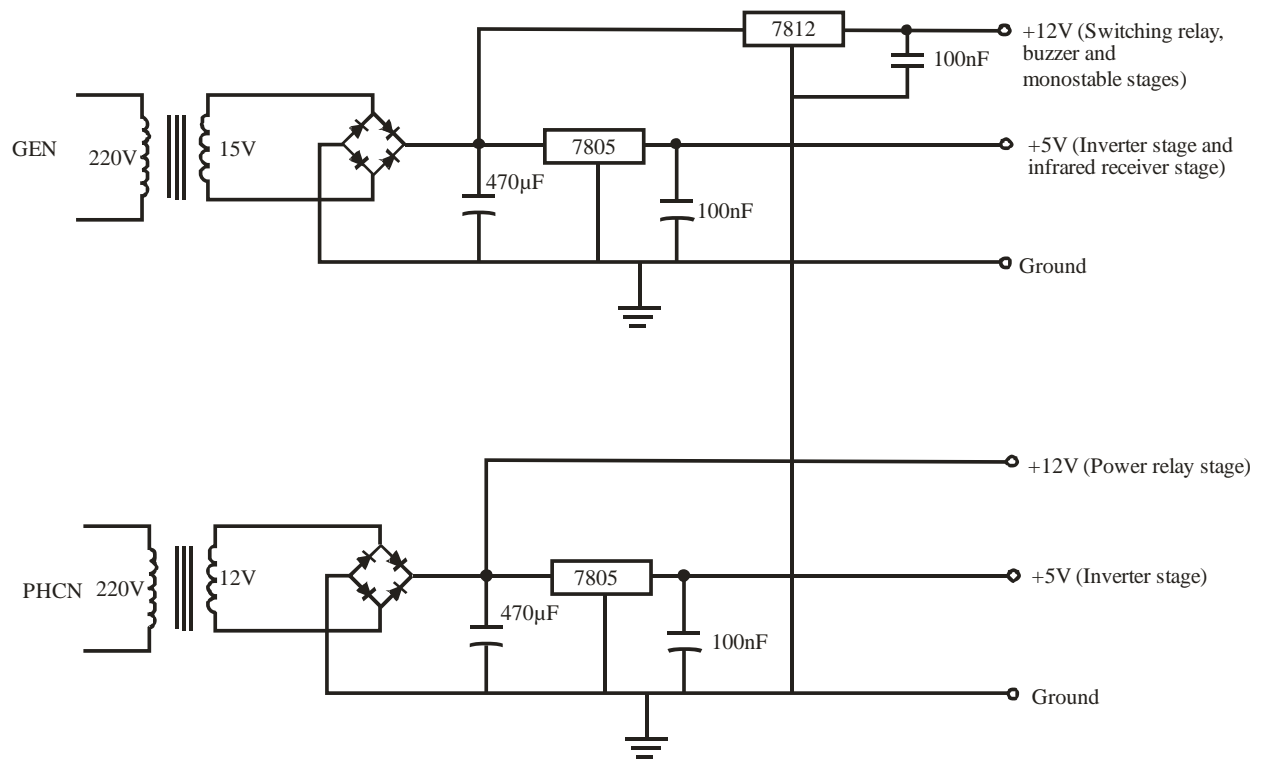 7812
+12V (Switching relay,
buzzer and
monostable stages)
100nF
GEN
220V
15V
7805
+5V (Inverter stage and
infrared receiver stage)
470µF
100nF
Ground
+12V (Power relay stage)
PHCN
220V
12V
7805
+5V (Inverter stage)
470µF
100nF
Ground